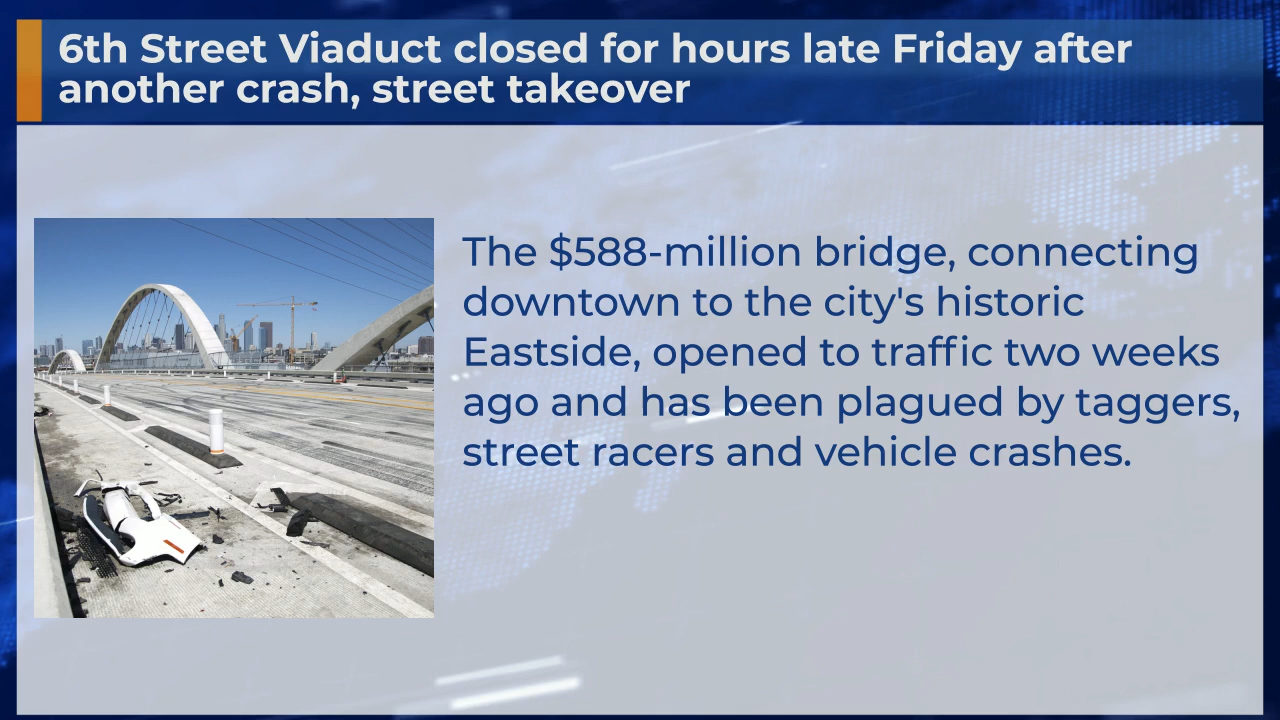 6th Street Viaduct closed for hours late Friday after
another crash, street takeover
The $588-million bridge, connecting
downtown to the city's historic
Eastside, opened to traffic two weeks
ago and has been plagued by taggers,
street racers and vehicle crashes.